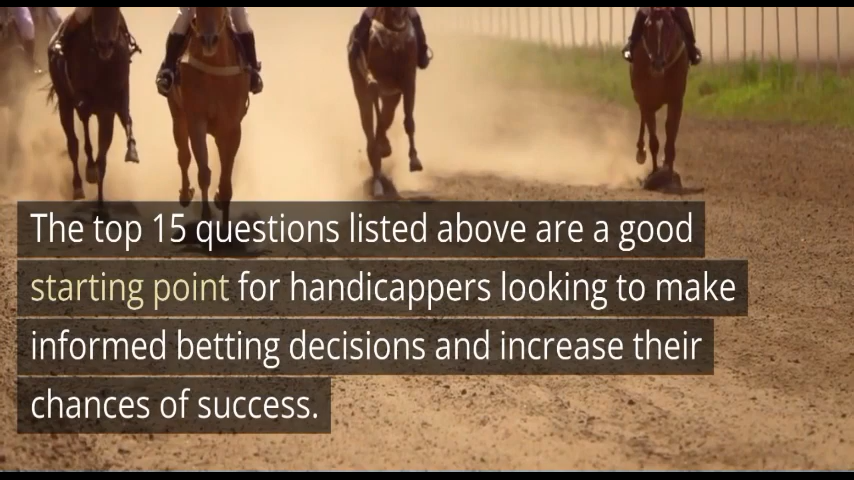 The top 15 questions listed above are a good
starting point for handicappers looking to make
informed betting decisions and increase their
chances of success.